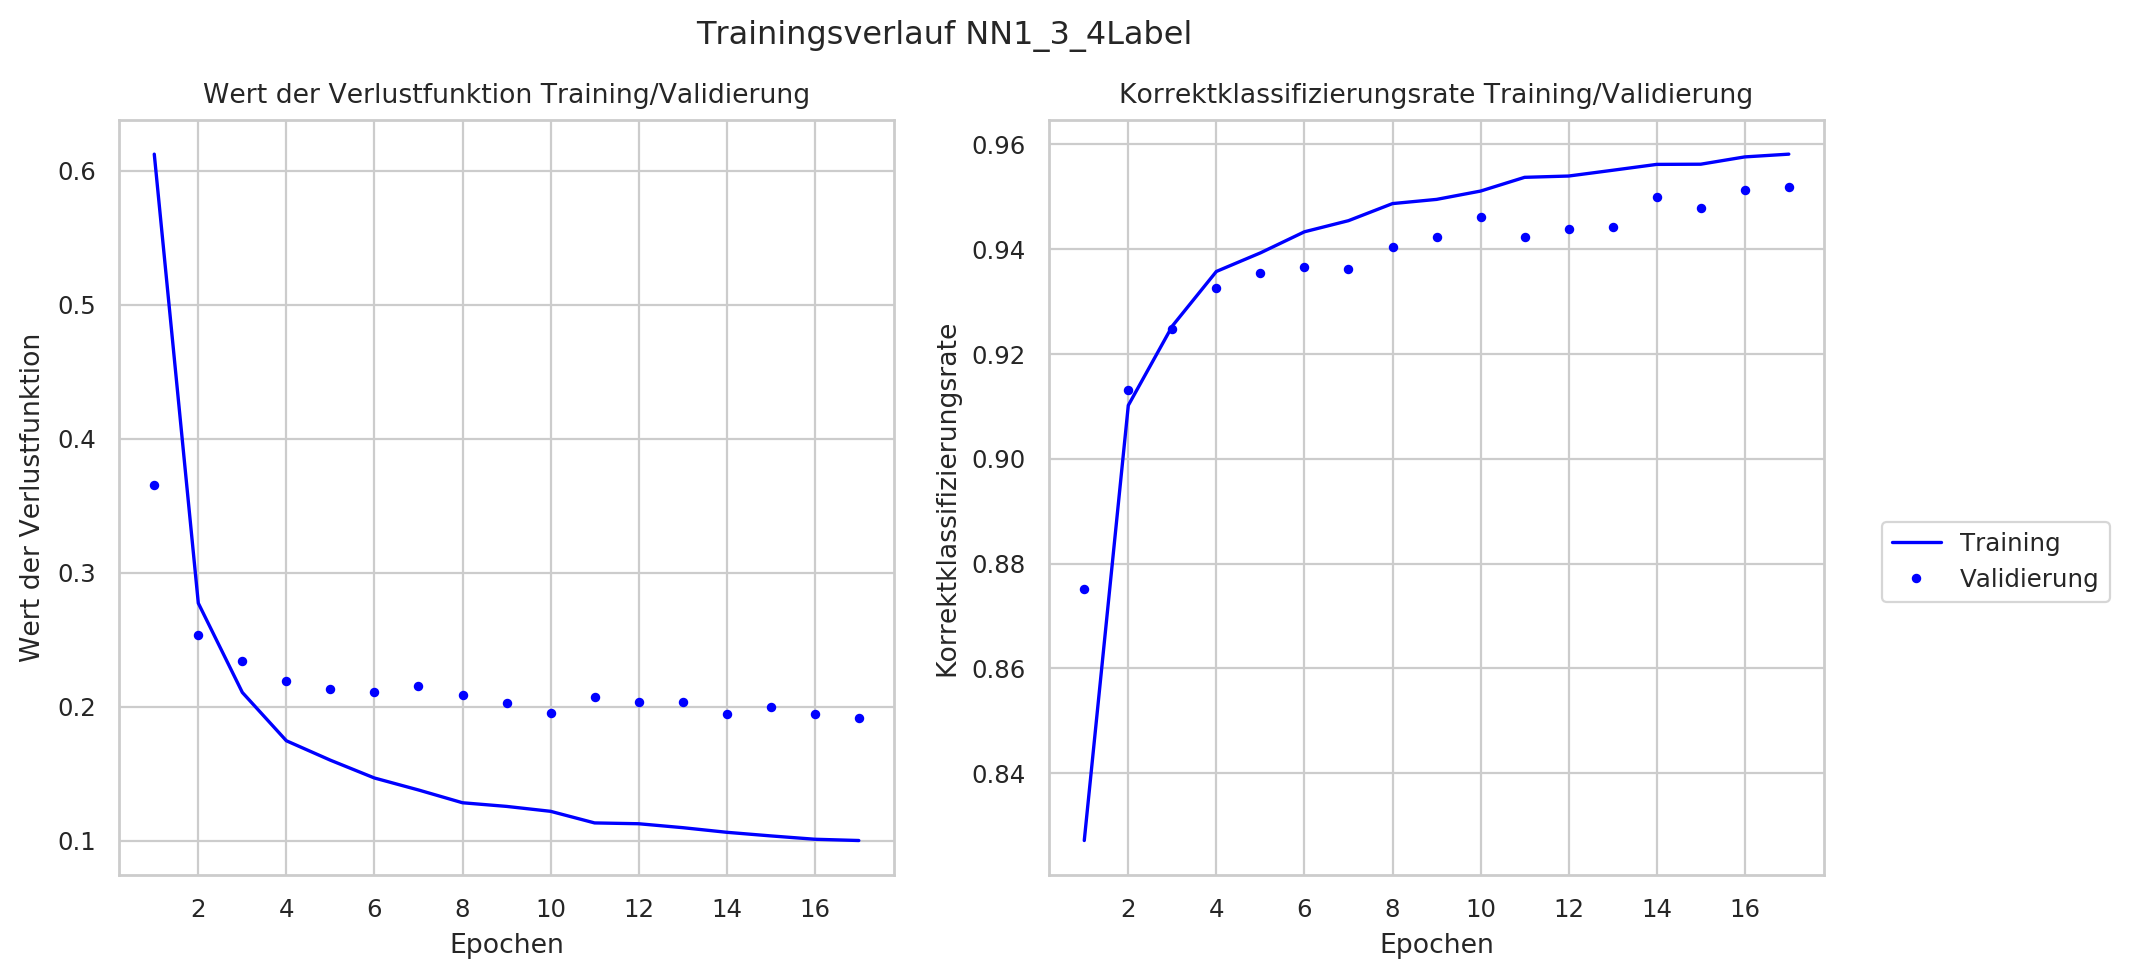 Trainingsverlauf NN1_3_4Label
Wert der Verlustfunktion Training/Validierung
Wert der Verlustfunktion
0.6
0.5
0.4
0.3
0.2
0.1
2 4 6 8 10 12 14 16
Epochen
Korrektklassifizierungsrate Training/Validierung
Korrektklassifizierungsrate
0.96
0.94
0.92
0.90
0.88
0.86
0.84
2 4 6 8 10 12 14 16
Epochen
Training
Validierung